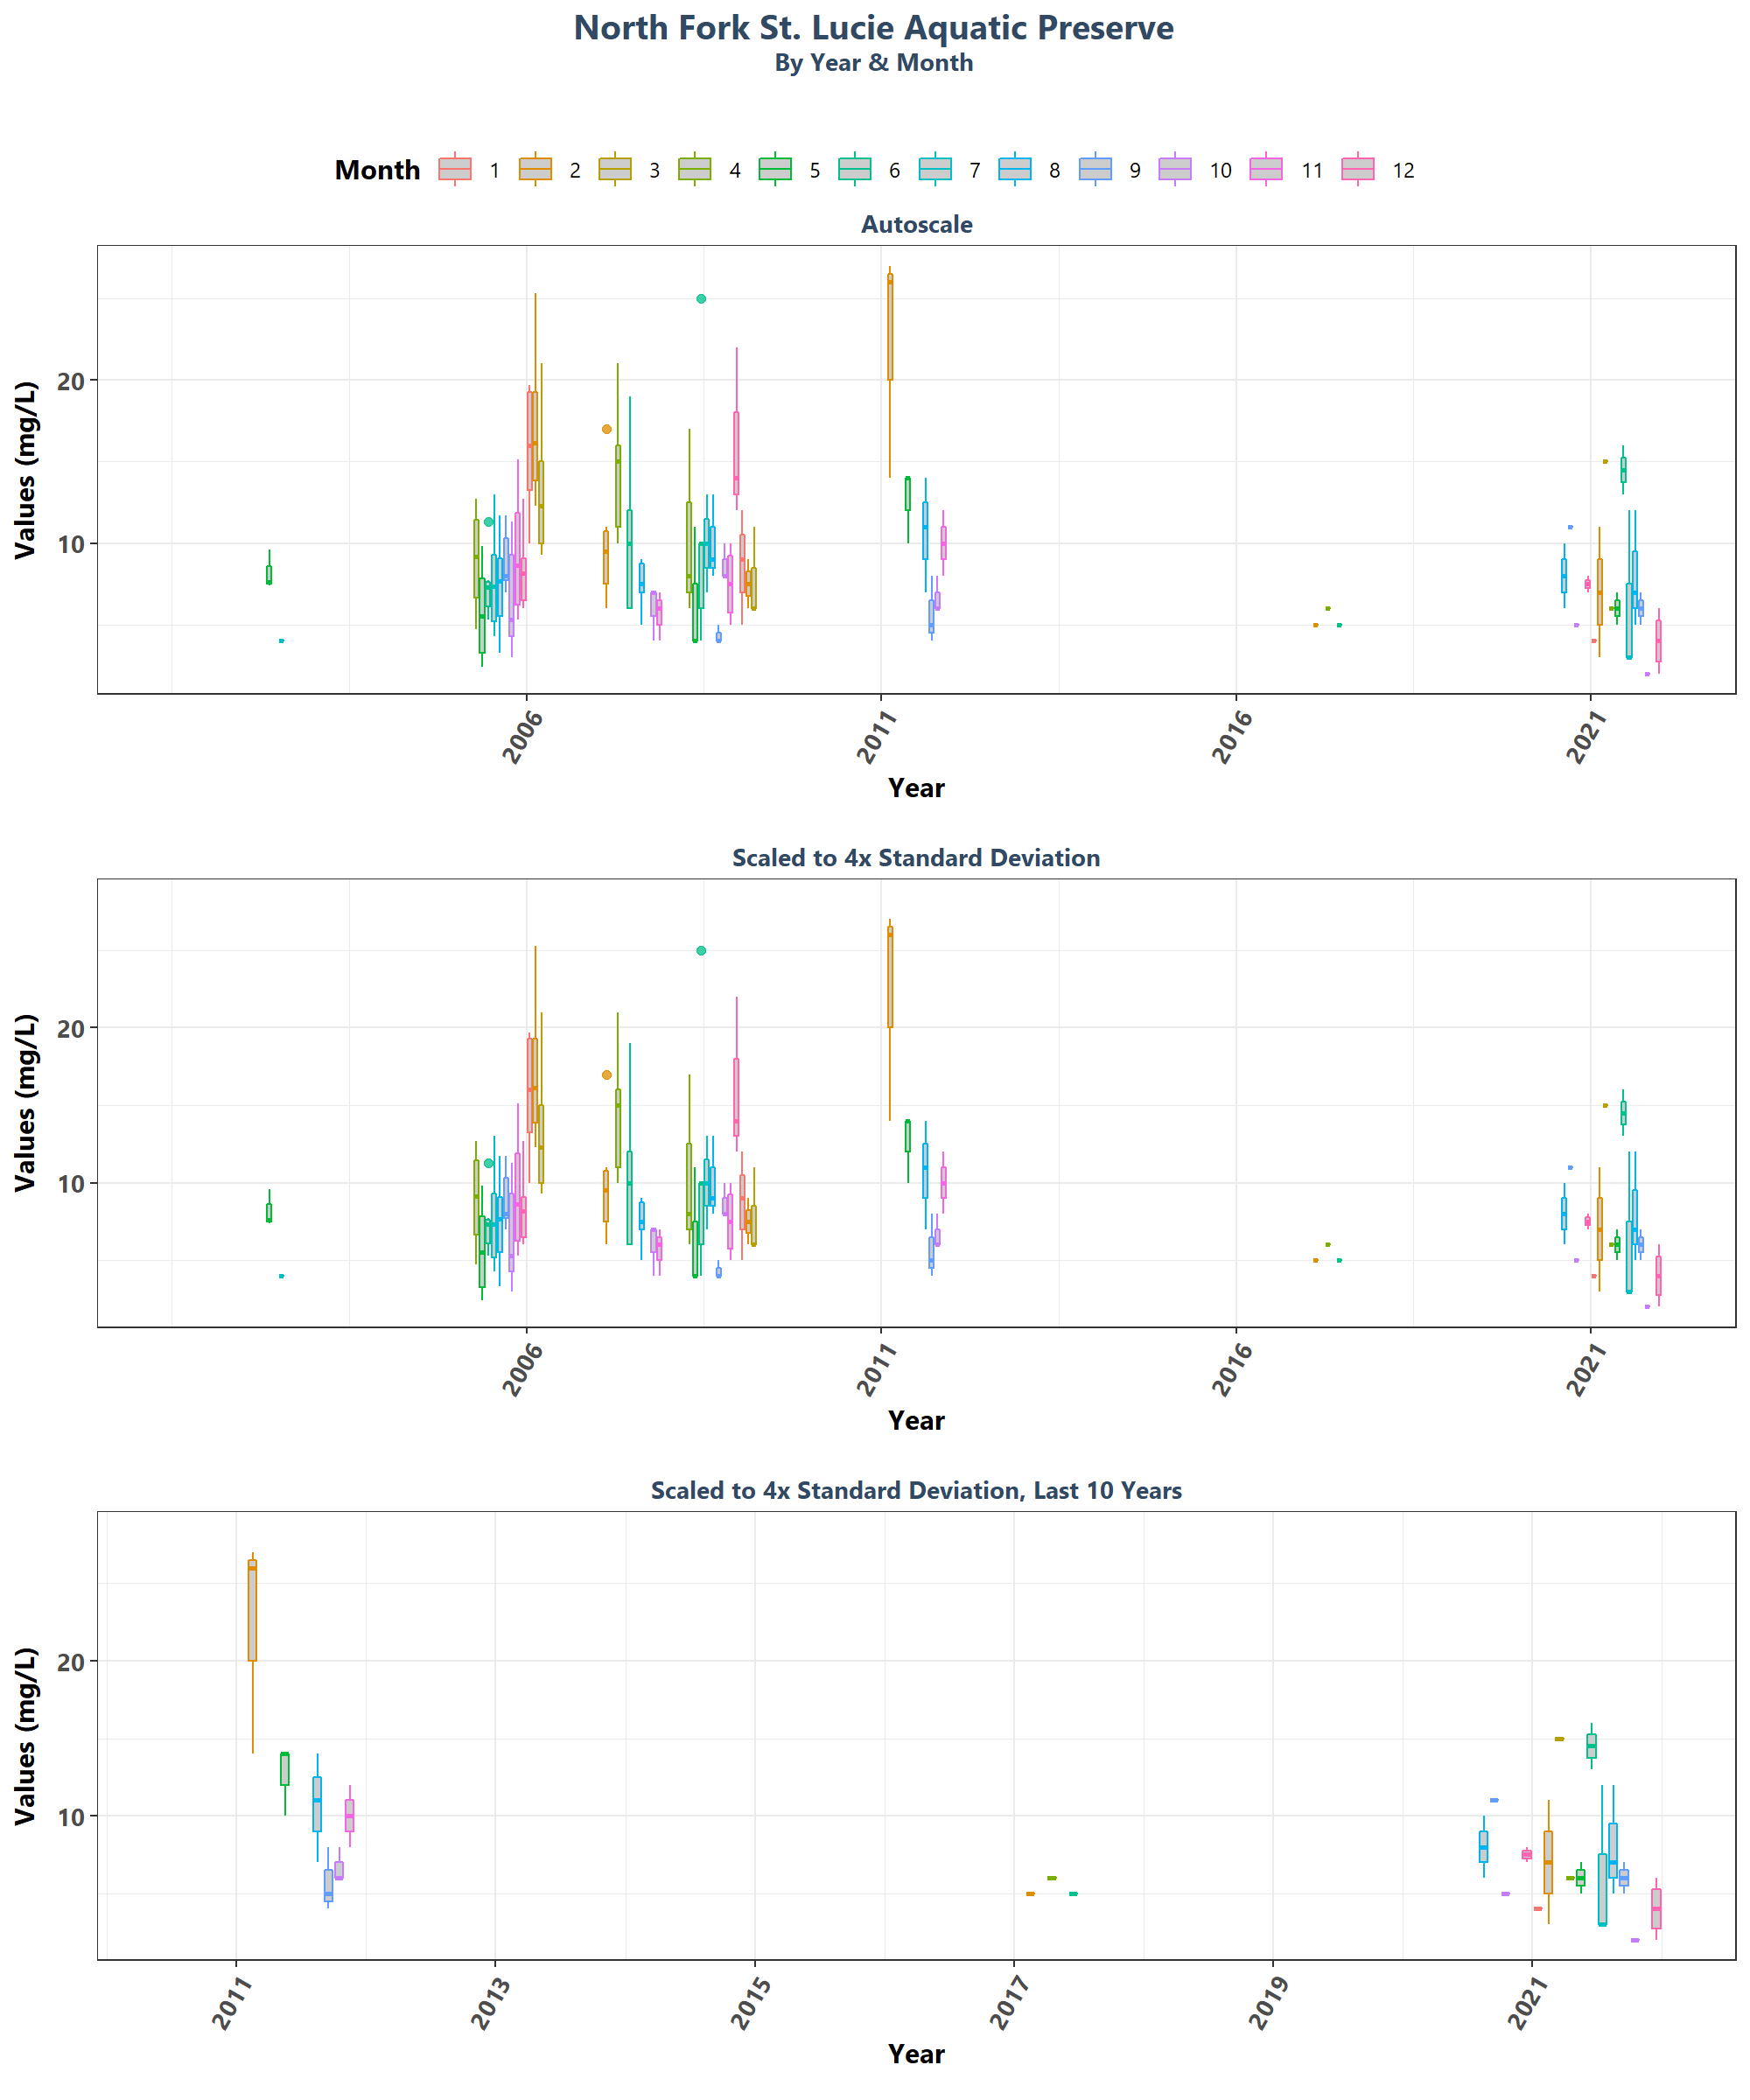 North Fork St. Lucie Aquatic Preserve
By Year & Month
Month 1 2 3 4 5 6 7 8 9 10 11 12
Autoscale
Values (mg/L)
20
10
2006 2011 2016 2021
Year
Scaled to 4x Standard Deviation
Values (mg/L)
20
10
2006 2011 2016 2021
Year
Scaled to 4x Standard Deviation, Last 10 Years
Values (mg/L)
20
10
2011 2013 2015 2017 2019 2021
Year